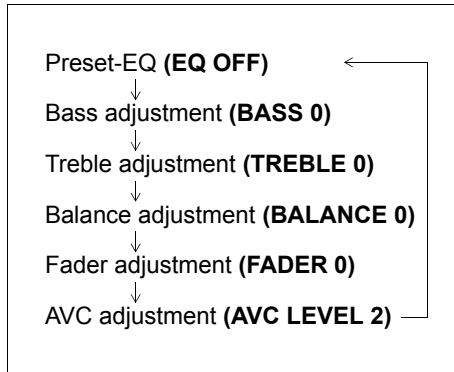 Preset-EQ (EQ OFF)
Bass adjustment (BASS 0)
Treble adjustment (TREBLE 0)
Balance adjustment (BALANCE 0)
Fader adjustment (FADER 0)
AVC adjustment (AVC LEVEL 2)